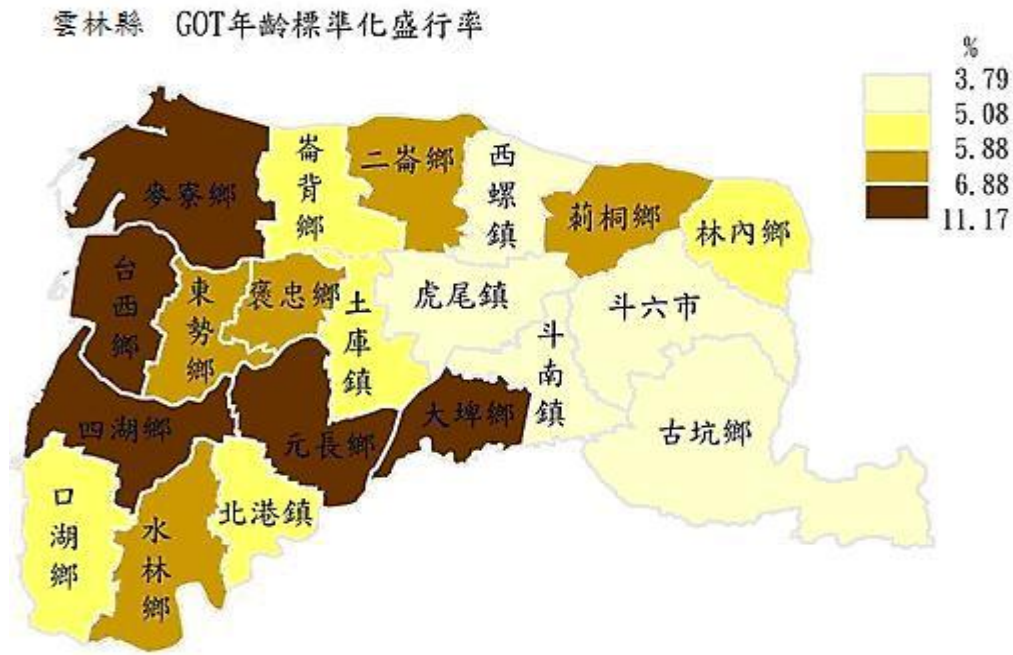 雲林縣 GOT年齡標準化盛行率
%
3.79
5.08
5.88
6.88
11.17
崙背鄉
二崙鄉
西螺鎮
麥寮鄉
莿桐鄉
林內鄉
台西鄉
東勢鄉
褒忠鄉
土庫鎮
虎尾鎮
斗六市
斗南鎮
四湖鄉
元長鄉
大埤鄉
古坑鄉
口湖鄉
水林鄉
北港鎮